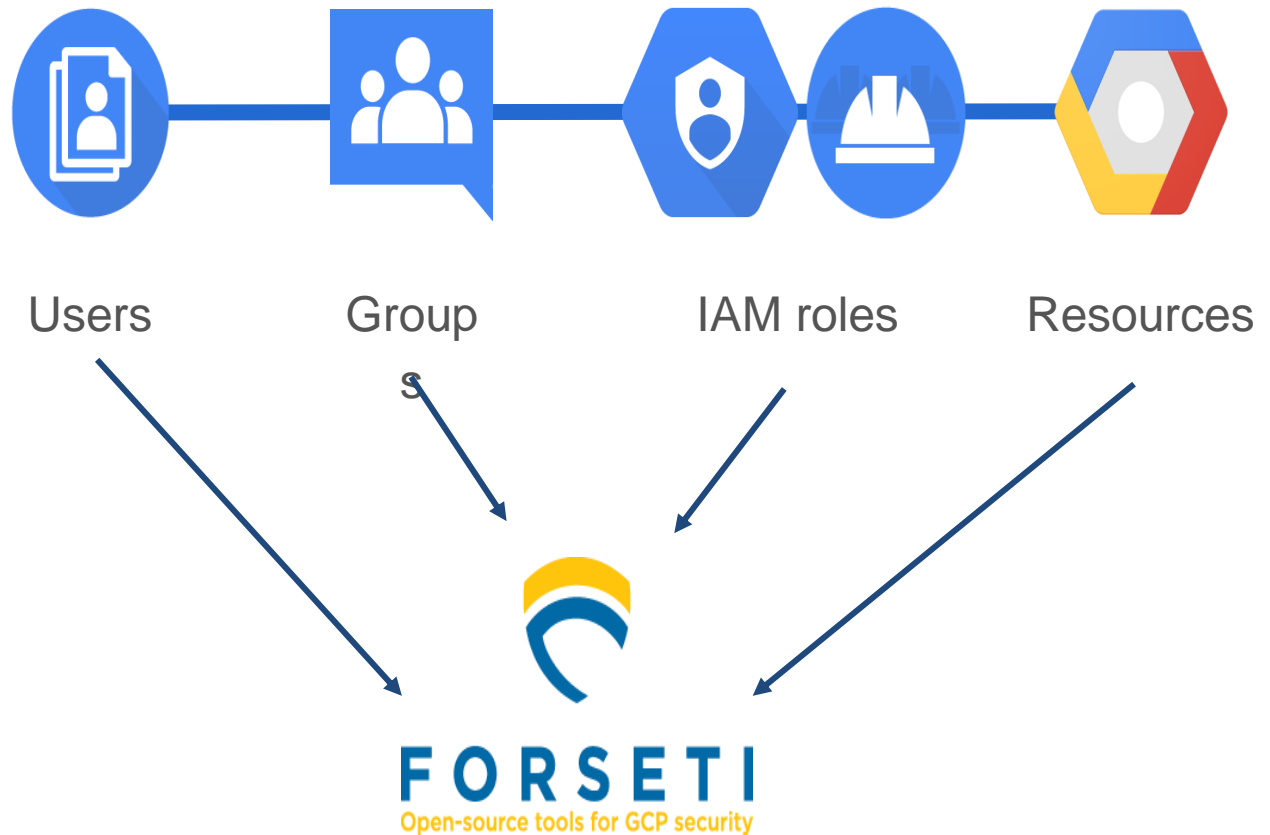 Users
Group
s
IAM roles
Resources
FORSETI
Open-source tools for GCP security